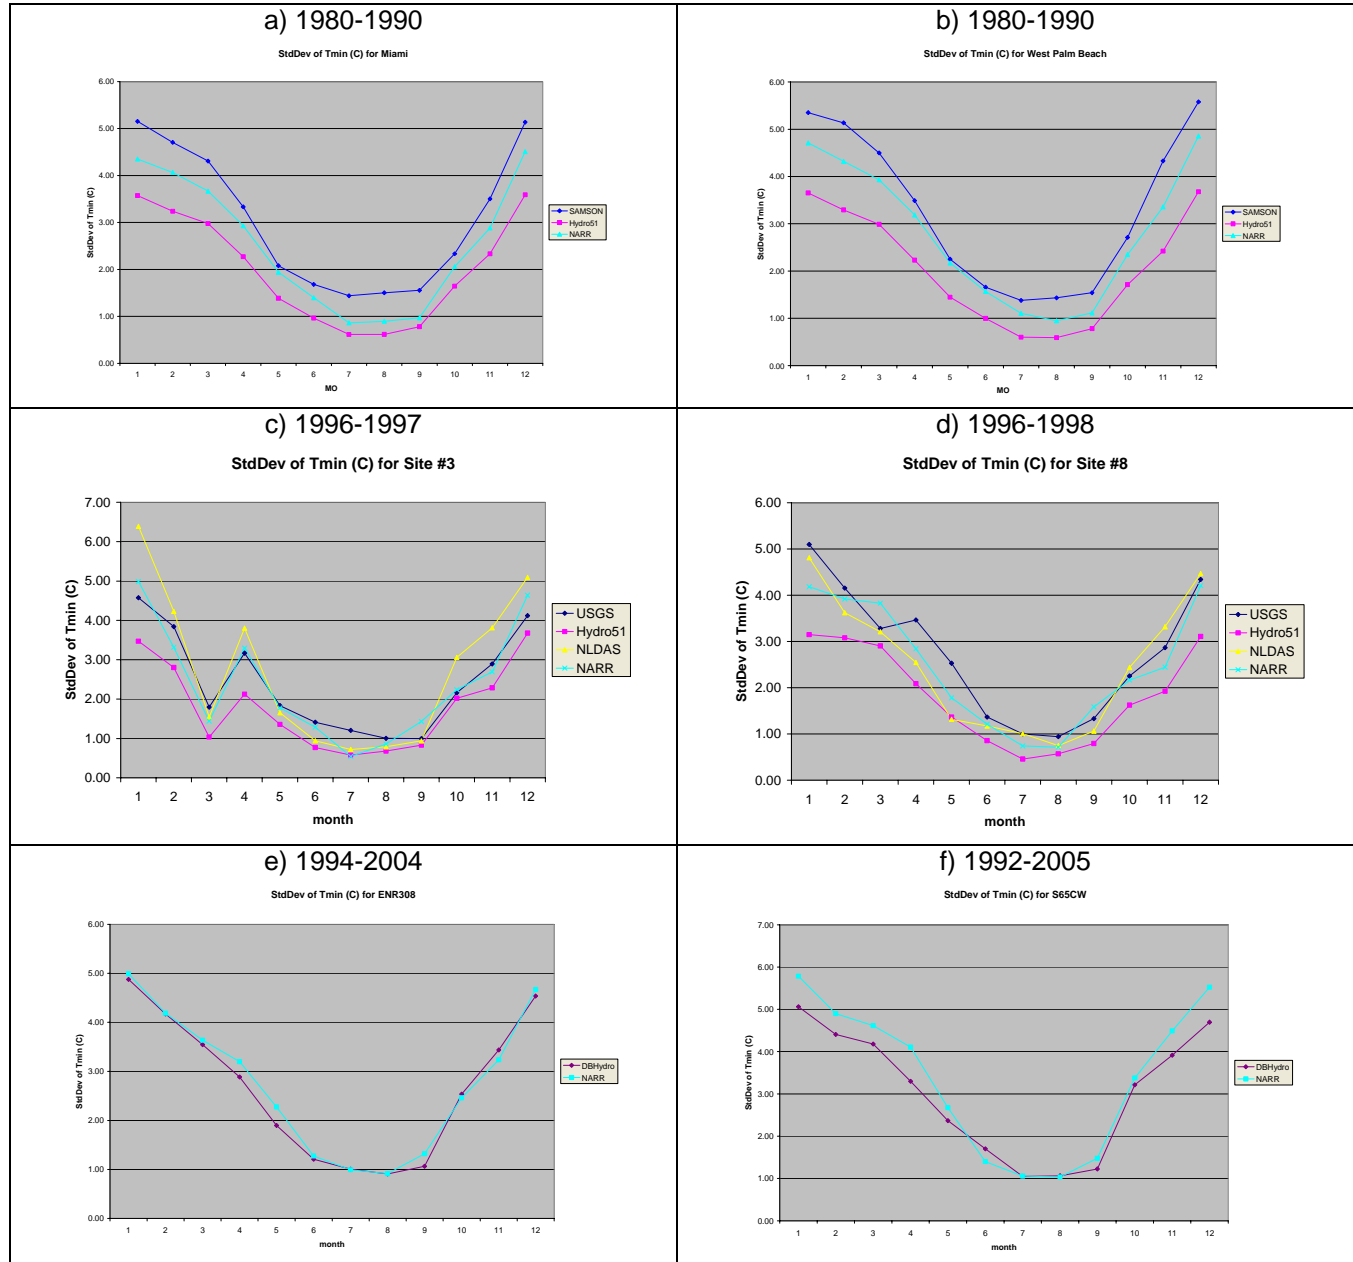 a) 1980-1990
StdDev of Tmin (C) for Miami
StdDev of Tmin (C)
6.00
5.00
4.00
3.00
2.00
1.00
0.00
1 2 3 4 5 6 7 8 9 10 11 12
MO
SAMSON
Hydro51
NARR
b) 1980-1990
StdDev of Tmin (C) for West Palm Beach
StdDev of Tmin (C)
6.00
5.00
4.00
3.00
2.00
1.00
0.00
1 2 3 4 5 6 7 8 9 10 11 12
MO
SAMSON
Hydro51
NARR
c) 1996-1997
StdDev of Tmin (C) for Site #3
StdDev of Tmin (C)
7.00
6.00
5.00
4.00
3.00
2.00
1.00
0.00
1 2 3 4 5 6 7 8 9 10 11 12
month
USGS
Hydro51
NLDAS
NARR
d) 1996-1998
StdDev of Tmin (C) for Site #8
StdDev of Tmin (C)
6.00
5.00
4.00
3.00
2.00
1.00
0.00
1 2 3 4 5 6 7 8 9 10 11 12
month
USGS
Hydro51
NLDAS
NARR
e) 1994-2004
StdDev of Tmin (C) for ENR308
StdDev of Tmin (C)
6.00
5.00
4.00
3.00
2.00
1.00
0.00
1 2 3 4 5 6 7 8 9 10 11 12
month
DBHydro
NARR
f) 1992-2005
StdDev of Tmin (C) for S65CW
StdDev of Tmin (C)
7.00
6.00
5.00
4.00
3.00
2.00
1.00
0.00
1 2 3 4 5 6 7 8 9 10 11 12
month
DBHydro
NARR